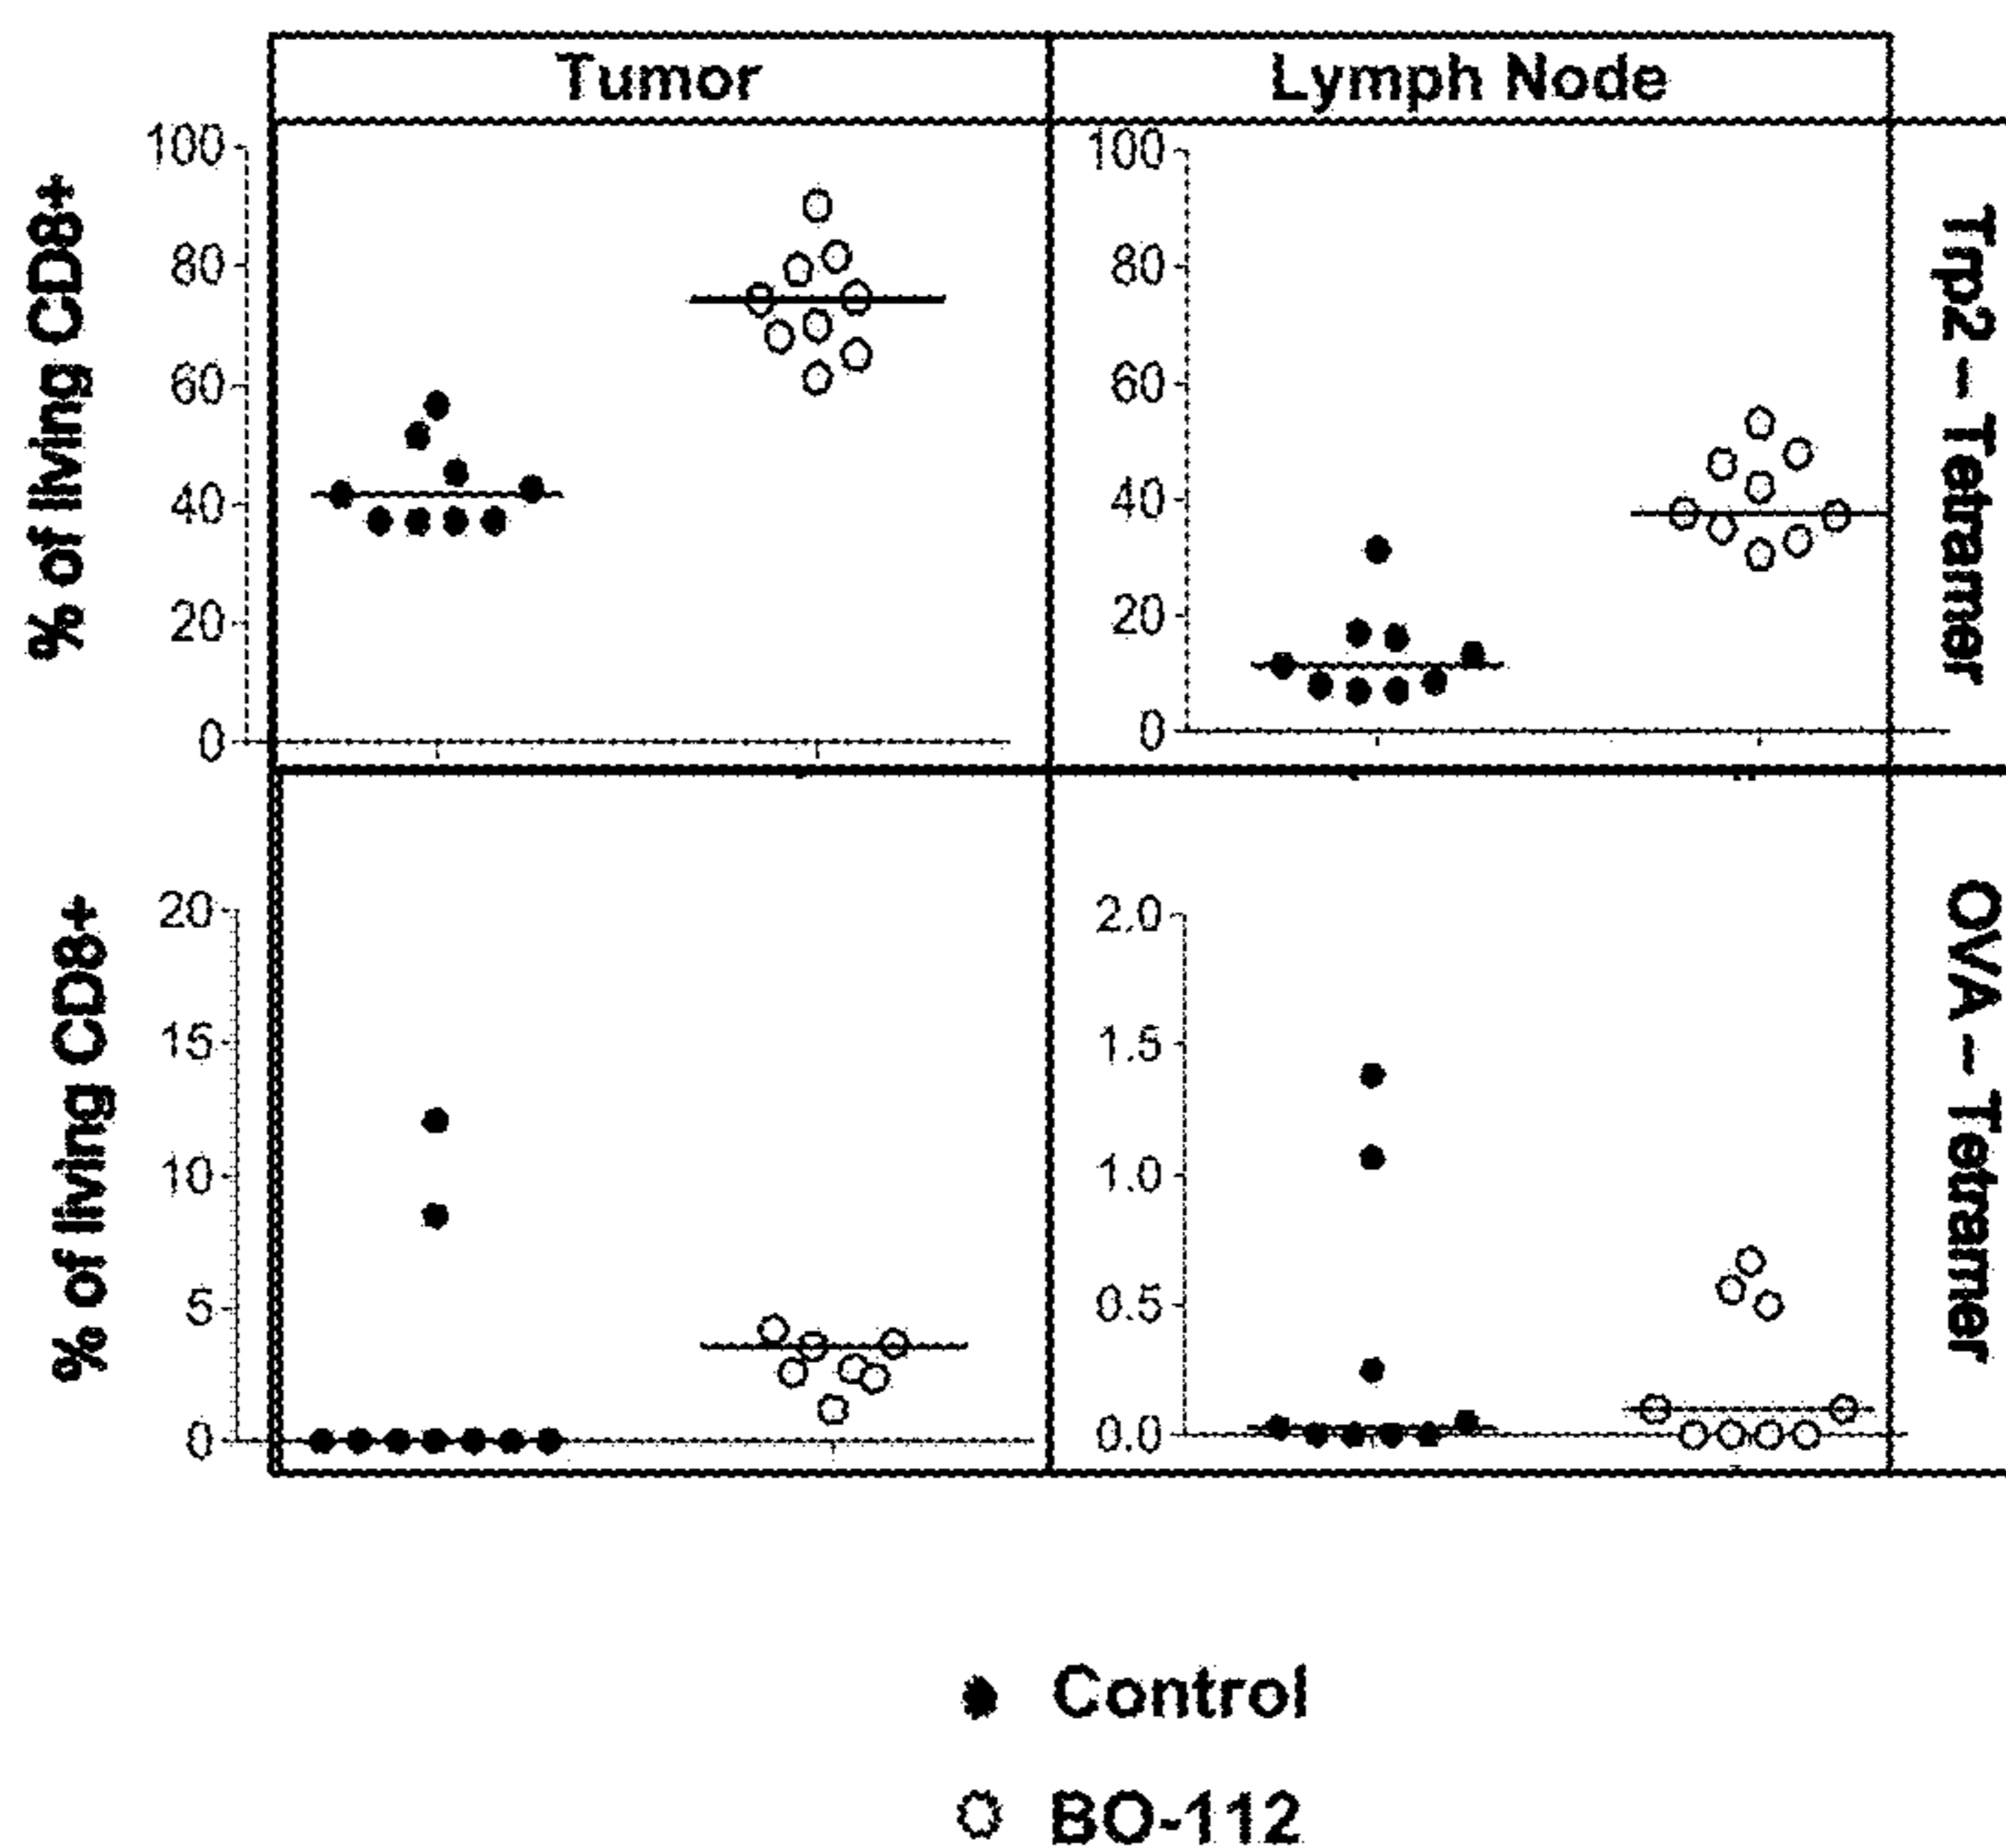 Tumor
Lymph Node
% of living CD8+
100
80
60
40
20
0
100
80
60
40
20
0
Trp2 – Tetramer
% of living CD8+
20
15
10
5
0
2.0
1.5
1.0
0.5
0.0
OVA – Tetramer
Control
BO-112